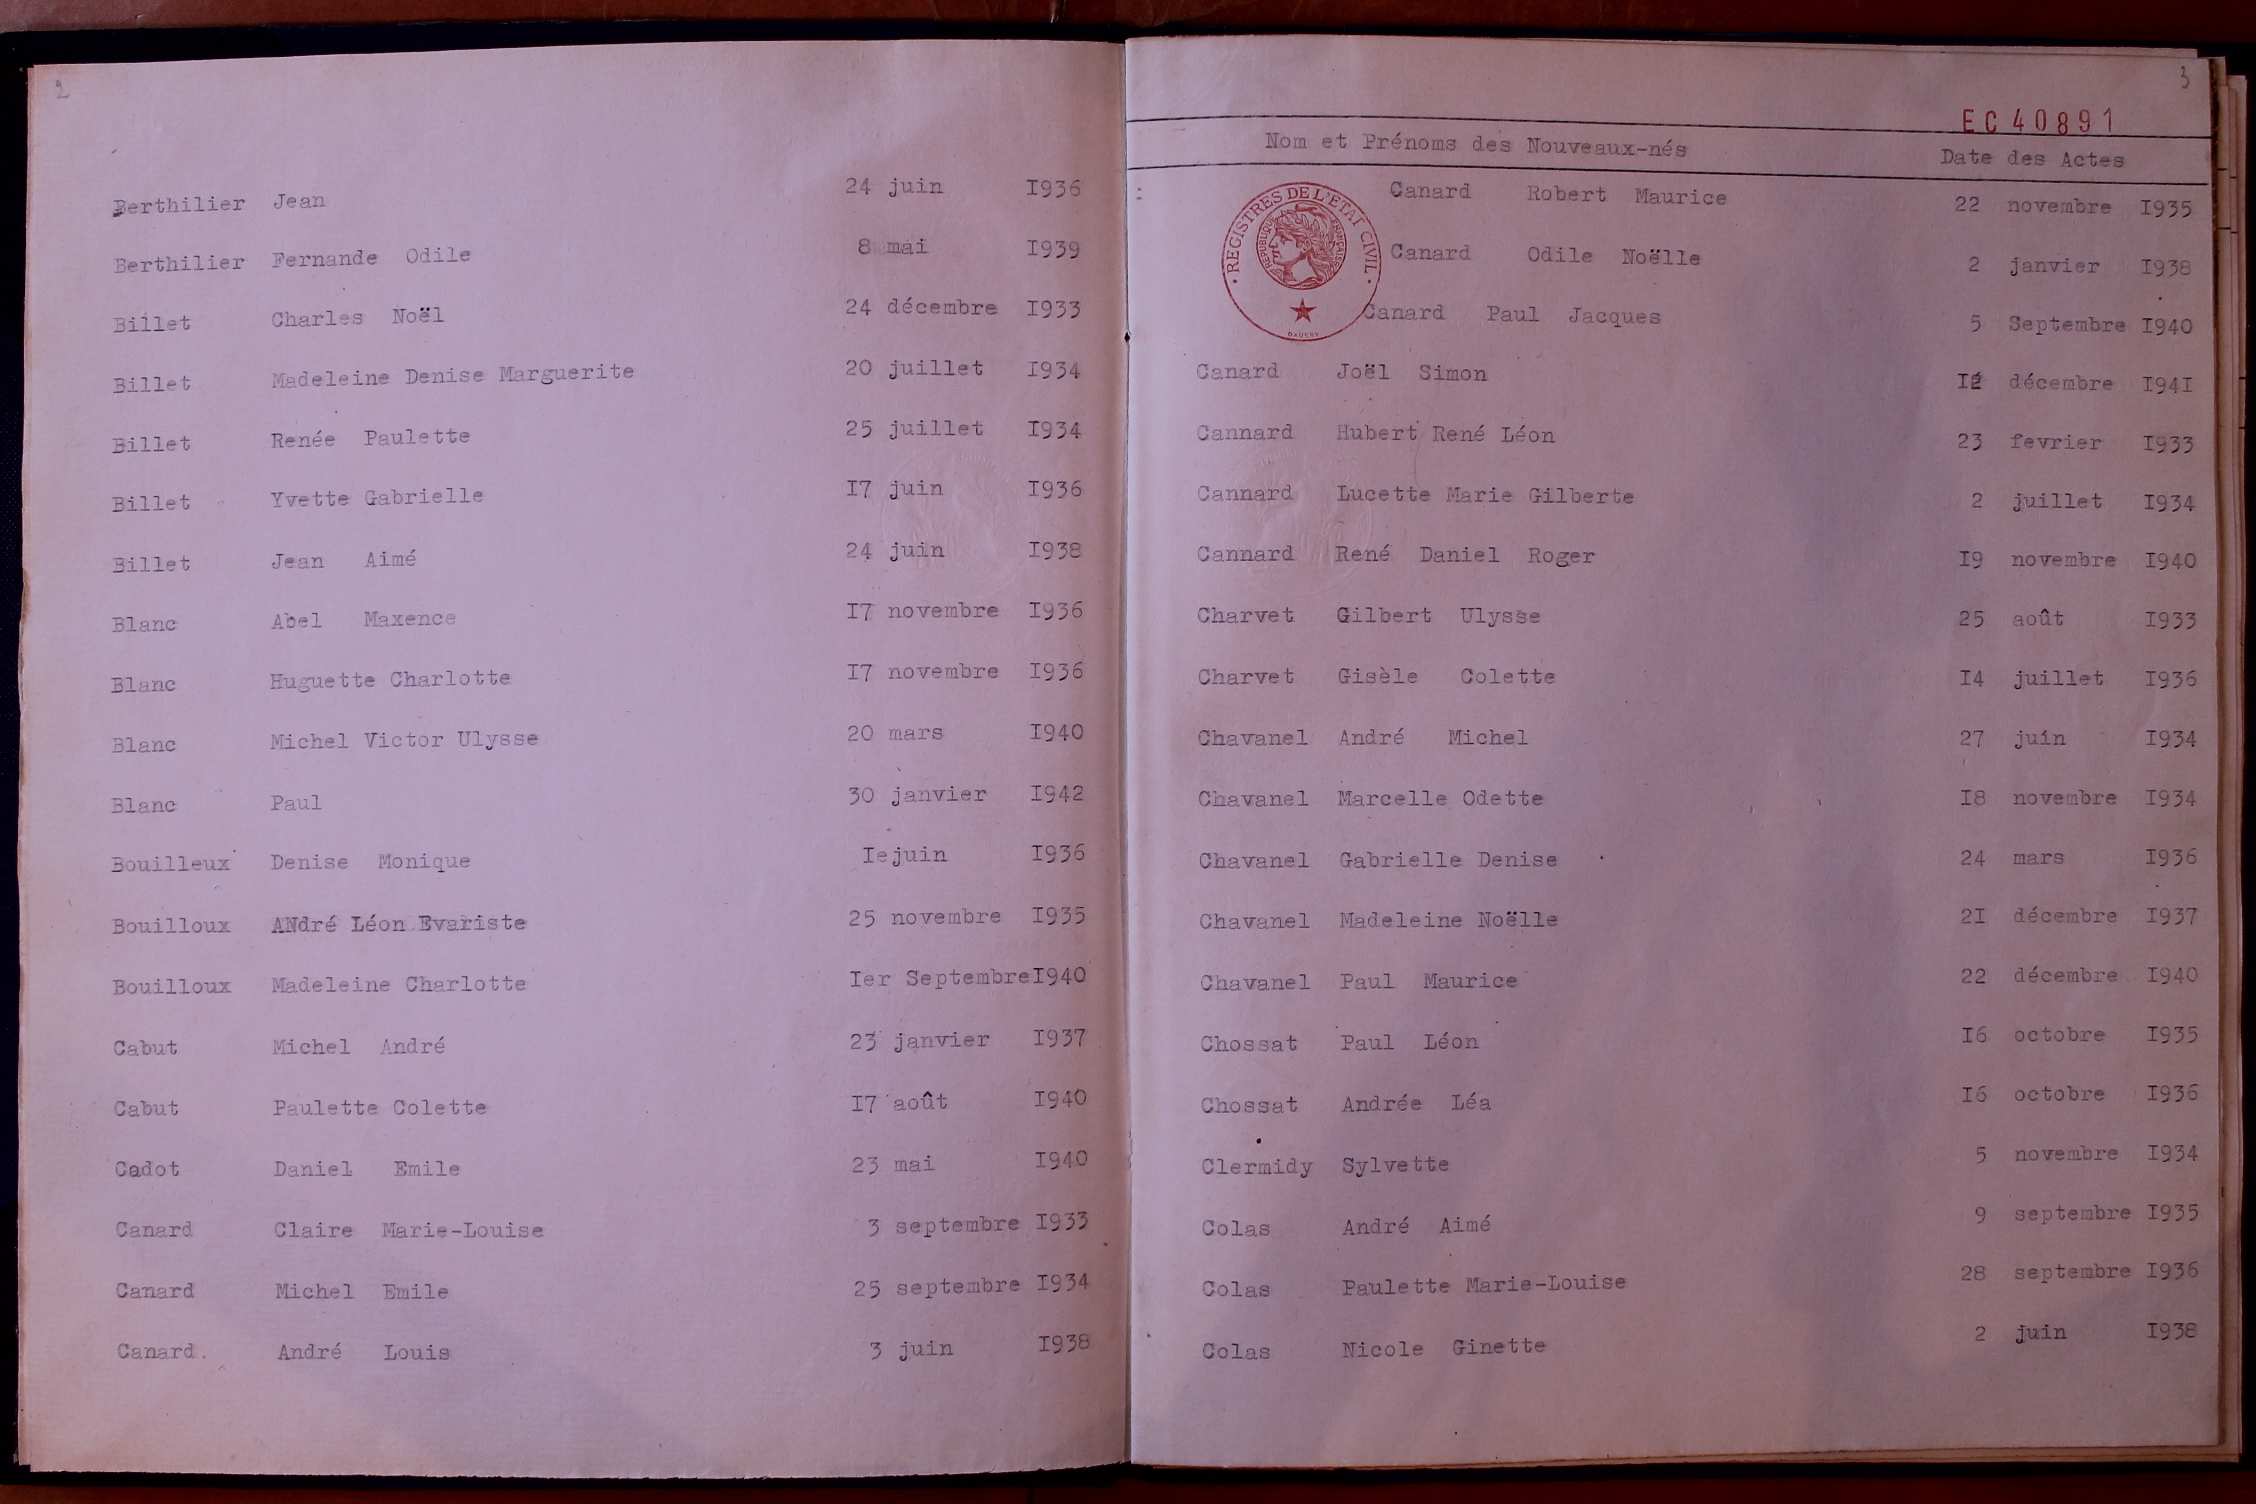 2
Berthilier Jean 24 juin I936
Berthilier Fernande Odile 8 mai I939
Billet Charles Noël 24 décembre I933
Billet Madeleine Denise Marguerite 20 juillet I934
Billet Renée Paulette 25 juillet I934
Billet Yvette Gabrielle I7 juin I936
Billet Jean Aimé 24 juin I938
Blanc Abel Maxence I7 novembre I936
Blanc Huguette Charlotte I7 novembre I936
Blanc Michel Victor Ulysse 20 mars I940
Blanc Paul 30 janvier I942
Bouilleux Denise Monique Ie juin I936
Bouilloux ANdré Léon Evariste 25 novembre I935
Bouilloux Madeleine Charlotte Ier Septembre I940
Cabut Michel André 23 janvier I937
Cabut Paulette Colette I7 août I940
Cadot Daniel Emile 23 mai I940
Canard Claire Marie-Louise 3 septembre I933
Canard Michel Emile 25 septembre I934
Canard. André Louis 3 juin I938
3
EC 40891
Nom et Prénoms des Nouveaux-nés Date des Actes
REGISTRES DE L'ETAT CIVIL
REPUBLIQUE FRANÇAISE
Canard Robert Maurice 22 novembre I935
Canard Odile Noëlle 2 janvier I938
Canard Paul Jacques 5 Septembre I940
Canard Joël Simon décembre I94I
Cannard Hubert René Léon 23 fevrier I933
Cannard Lucette Marie Gilberte 2 juillet I934
Cannard René Daniel Roger I9 novembre I940
Charvet Gilbert Ulysse 25 août I933
Charvet Gisèle Colette I4 juillet I936
Chavanel André Michel 27 juin I934
Chavanel Marcelle Odette I8 novembre I934
Chavanel Gabrielle Denise 24 mars I936
Chavanel Madeleine Noëlle 2I décembre I937
Chavanel Paul Maurice 22 décembre I940
Chossat Paul Léon I6 octobre I935
Chossat Andrée Léa I6 octobre I936
Clermidy Sylvette 5 novembre I934
Colas André Aimé 9 septembre I935
Colas Paulette Marie-Louise 28 septembre I936
Colas Nicole Ginette 2 juin I938